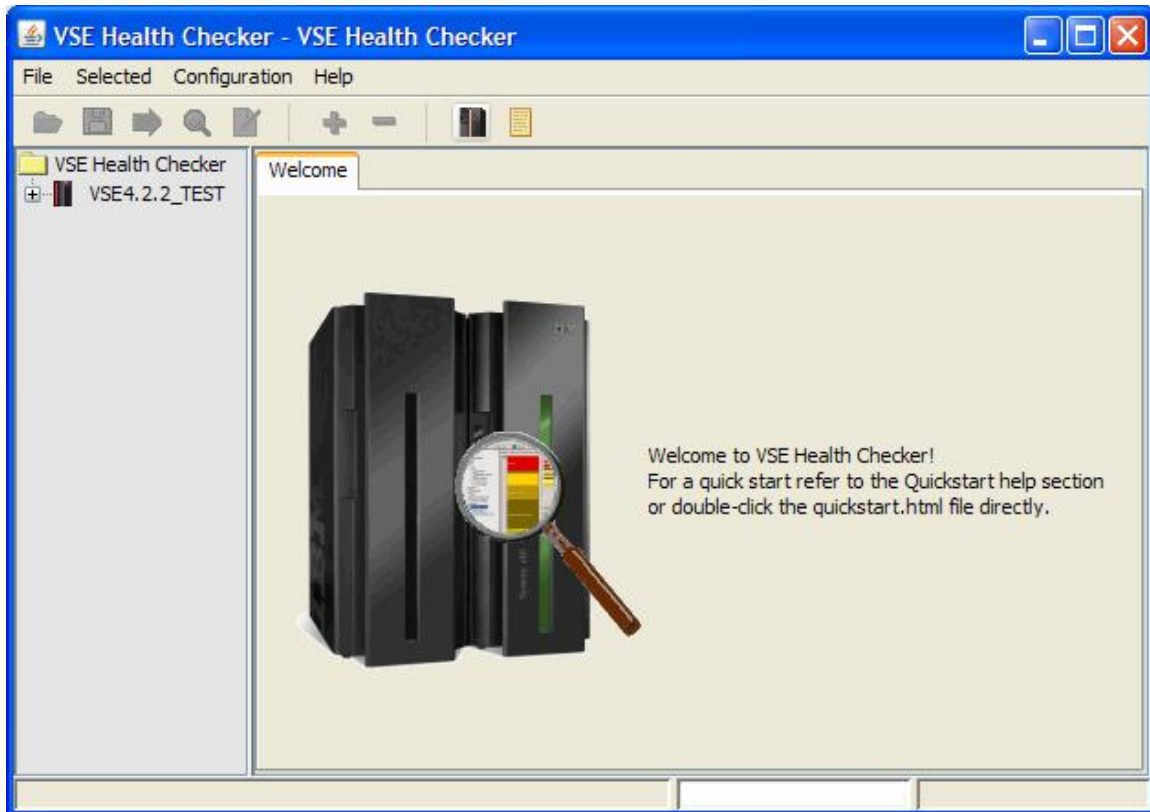 VSE Health Checker - VSE Health Checker
File Selected Configuration Help
VSE Health Checker
VSE4.2.2_TEST
Welcome
Welcome to VSE Health Checker!
For a quick start refer to the Quickstart help section
or double-click the quickstart.html file directly.